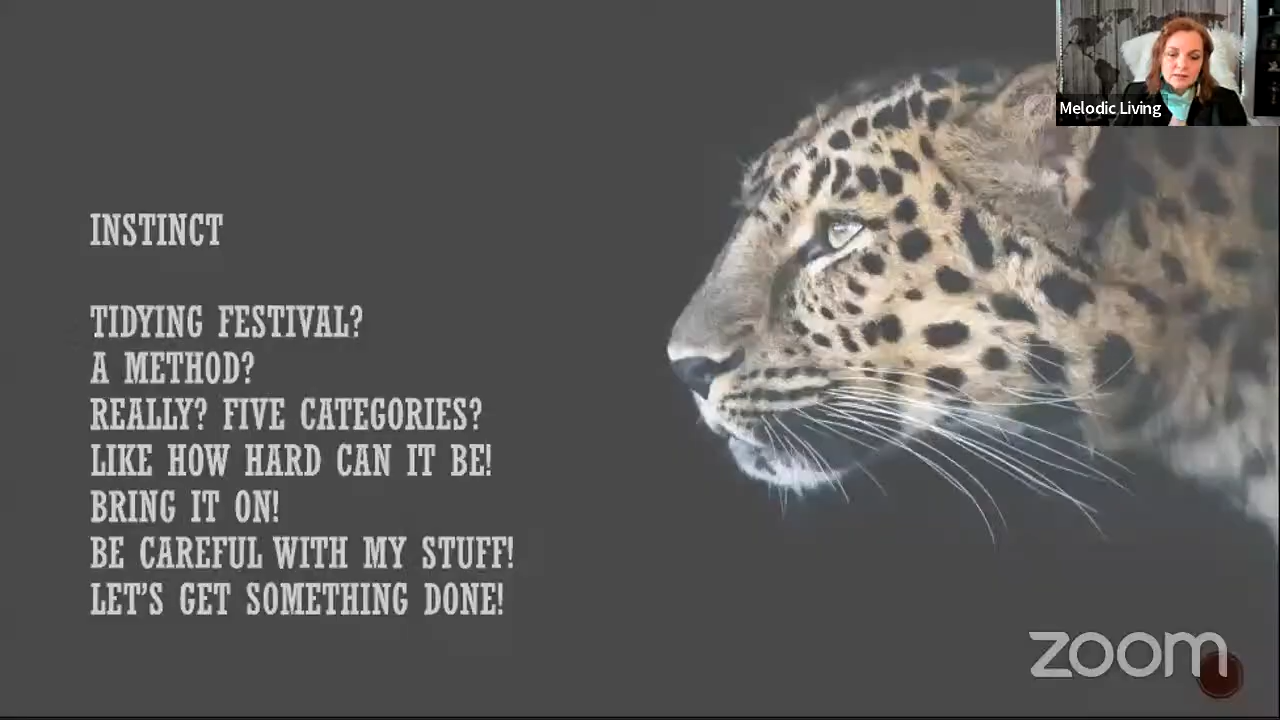 Melodic Living
INSTINCT
TIDYING FESTIVAL?
A METHOD?
REALLY? FIVE CATEGORIES?
LIKE HOW HARD CAN IT BE!
BRING IT ON!
BE CAREFUL WITH MY STUFF!
LET'S GET SOMETHING DONE!
zoom